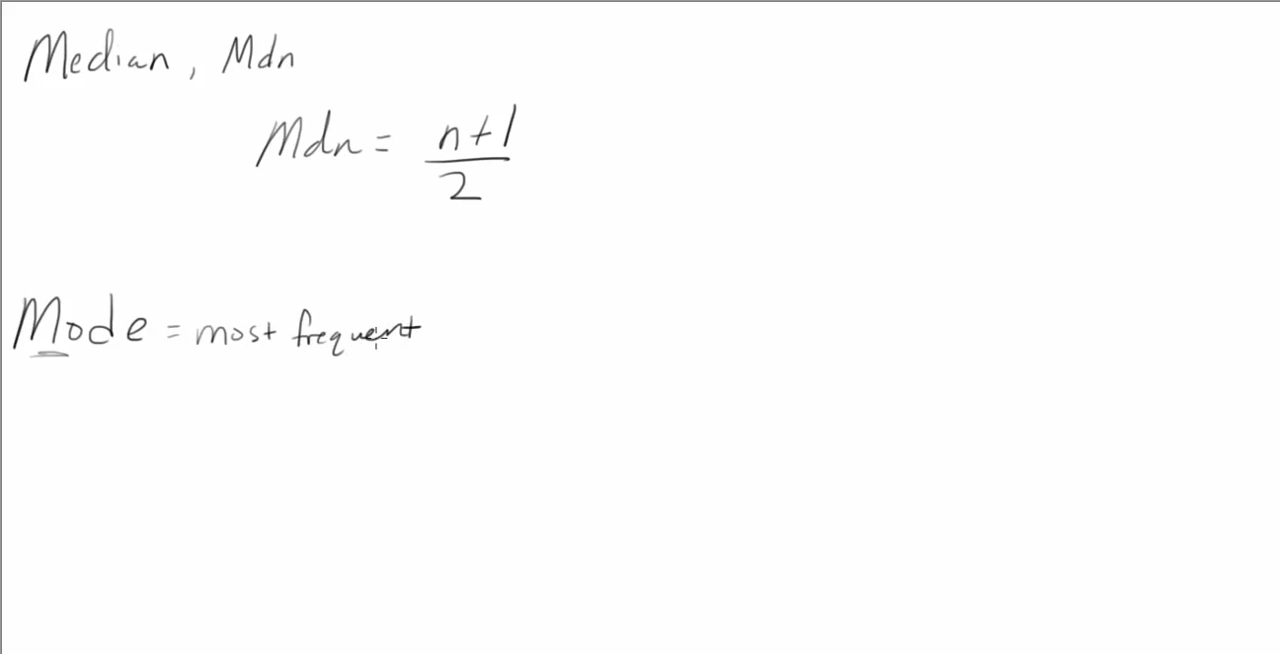 Median, Mdn
Mdn = n+1
2
Mode = most frequent